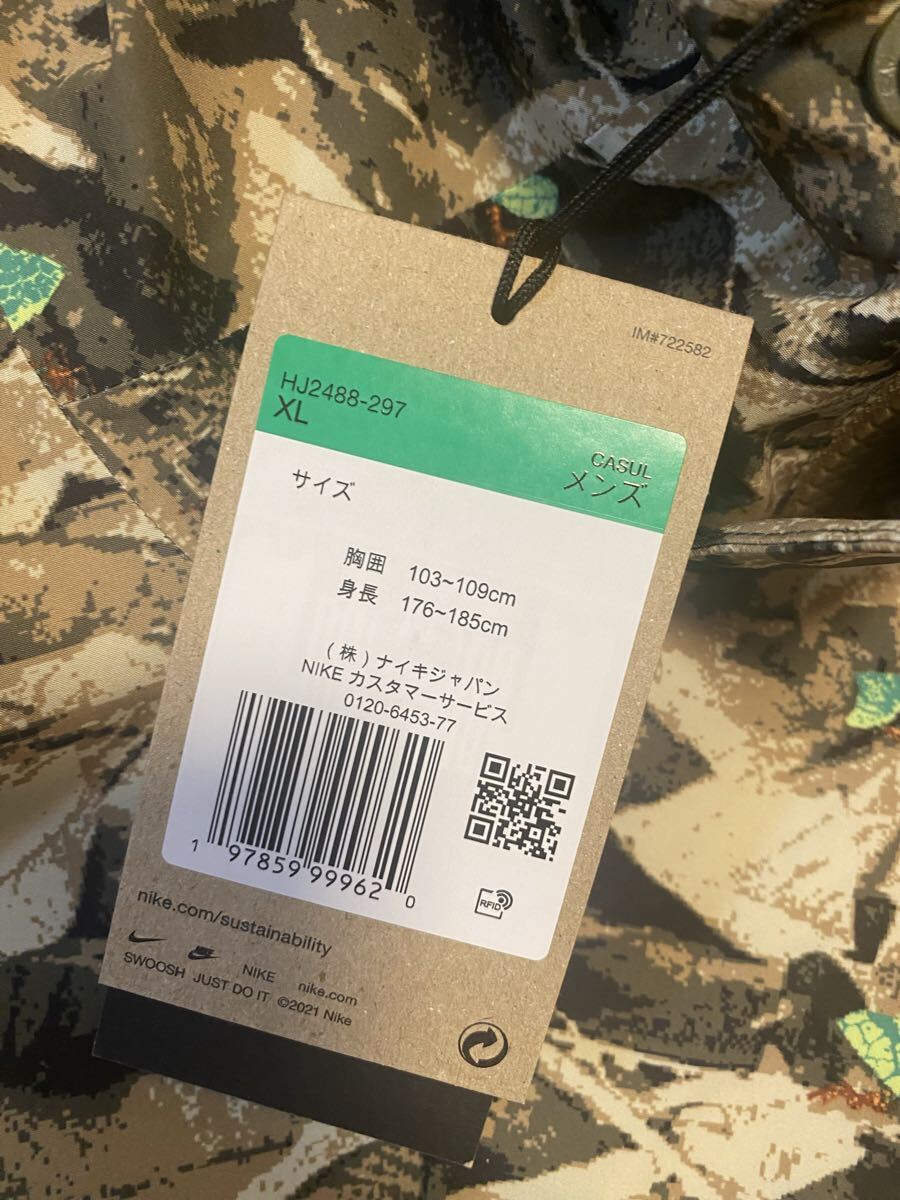 IM#722582
HJ2488-297
XL
CASUL
メンズ
サイズ
胸囲 103~109cm
身長 176~185cm
(株)ナイキジャパン
NIKE カスタマーサービス
0120-6453-77
1 97859 99962 0
RFID
nike.com/sustainability
NIKE nike.com
SWOOSH JUST DO IT ©2021 Nike